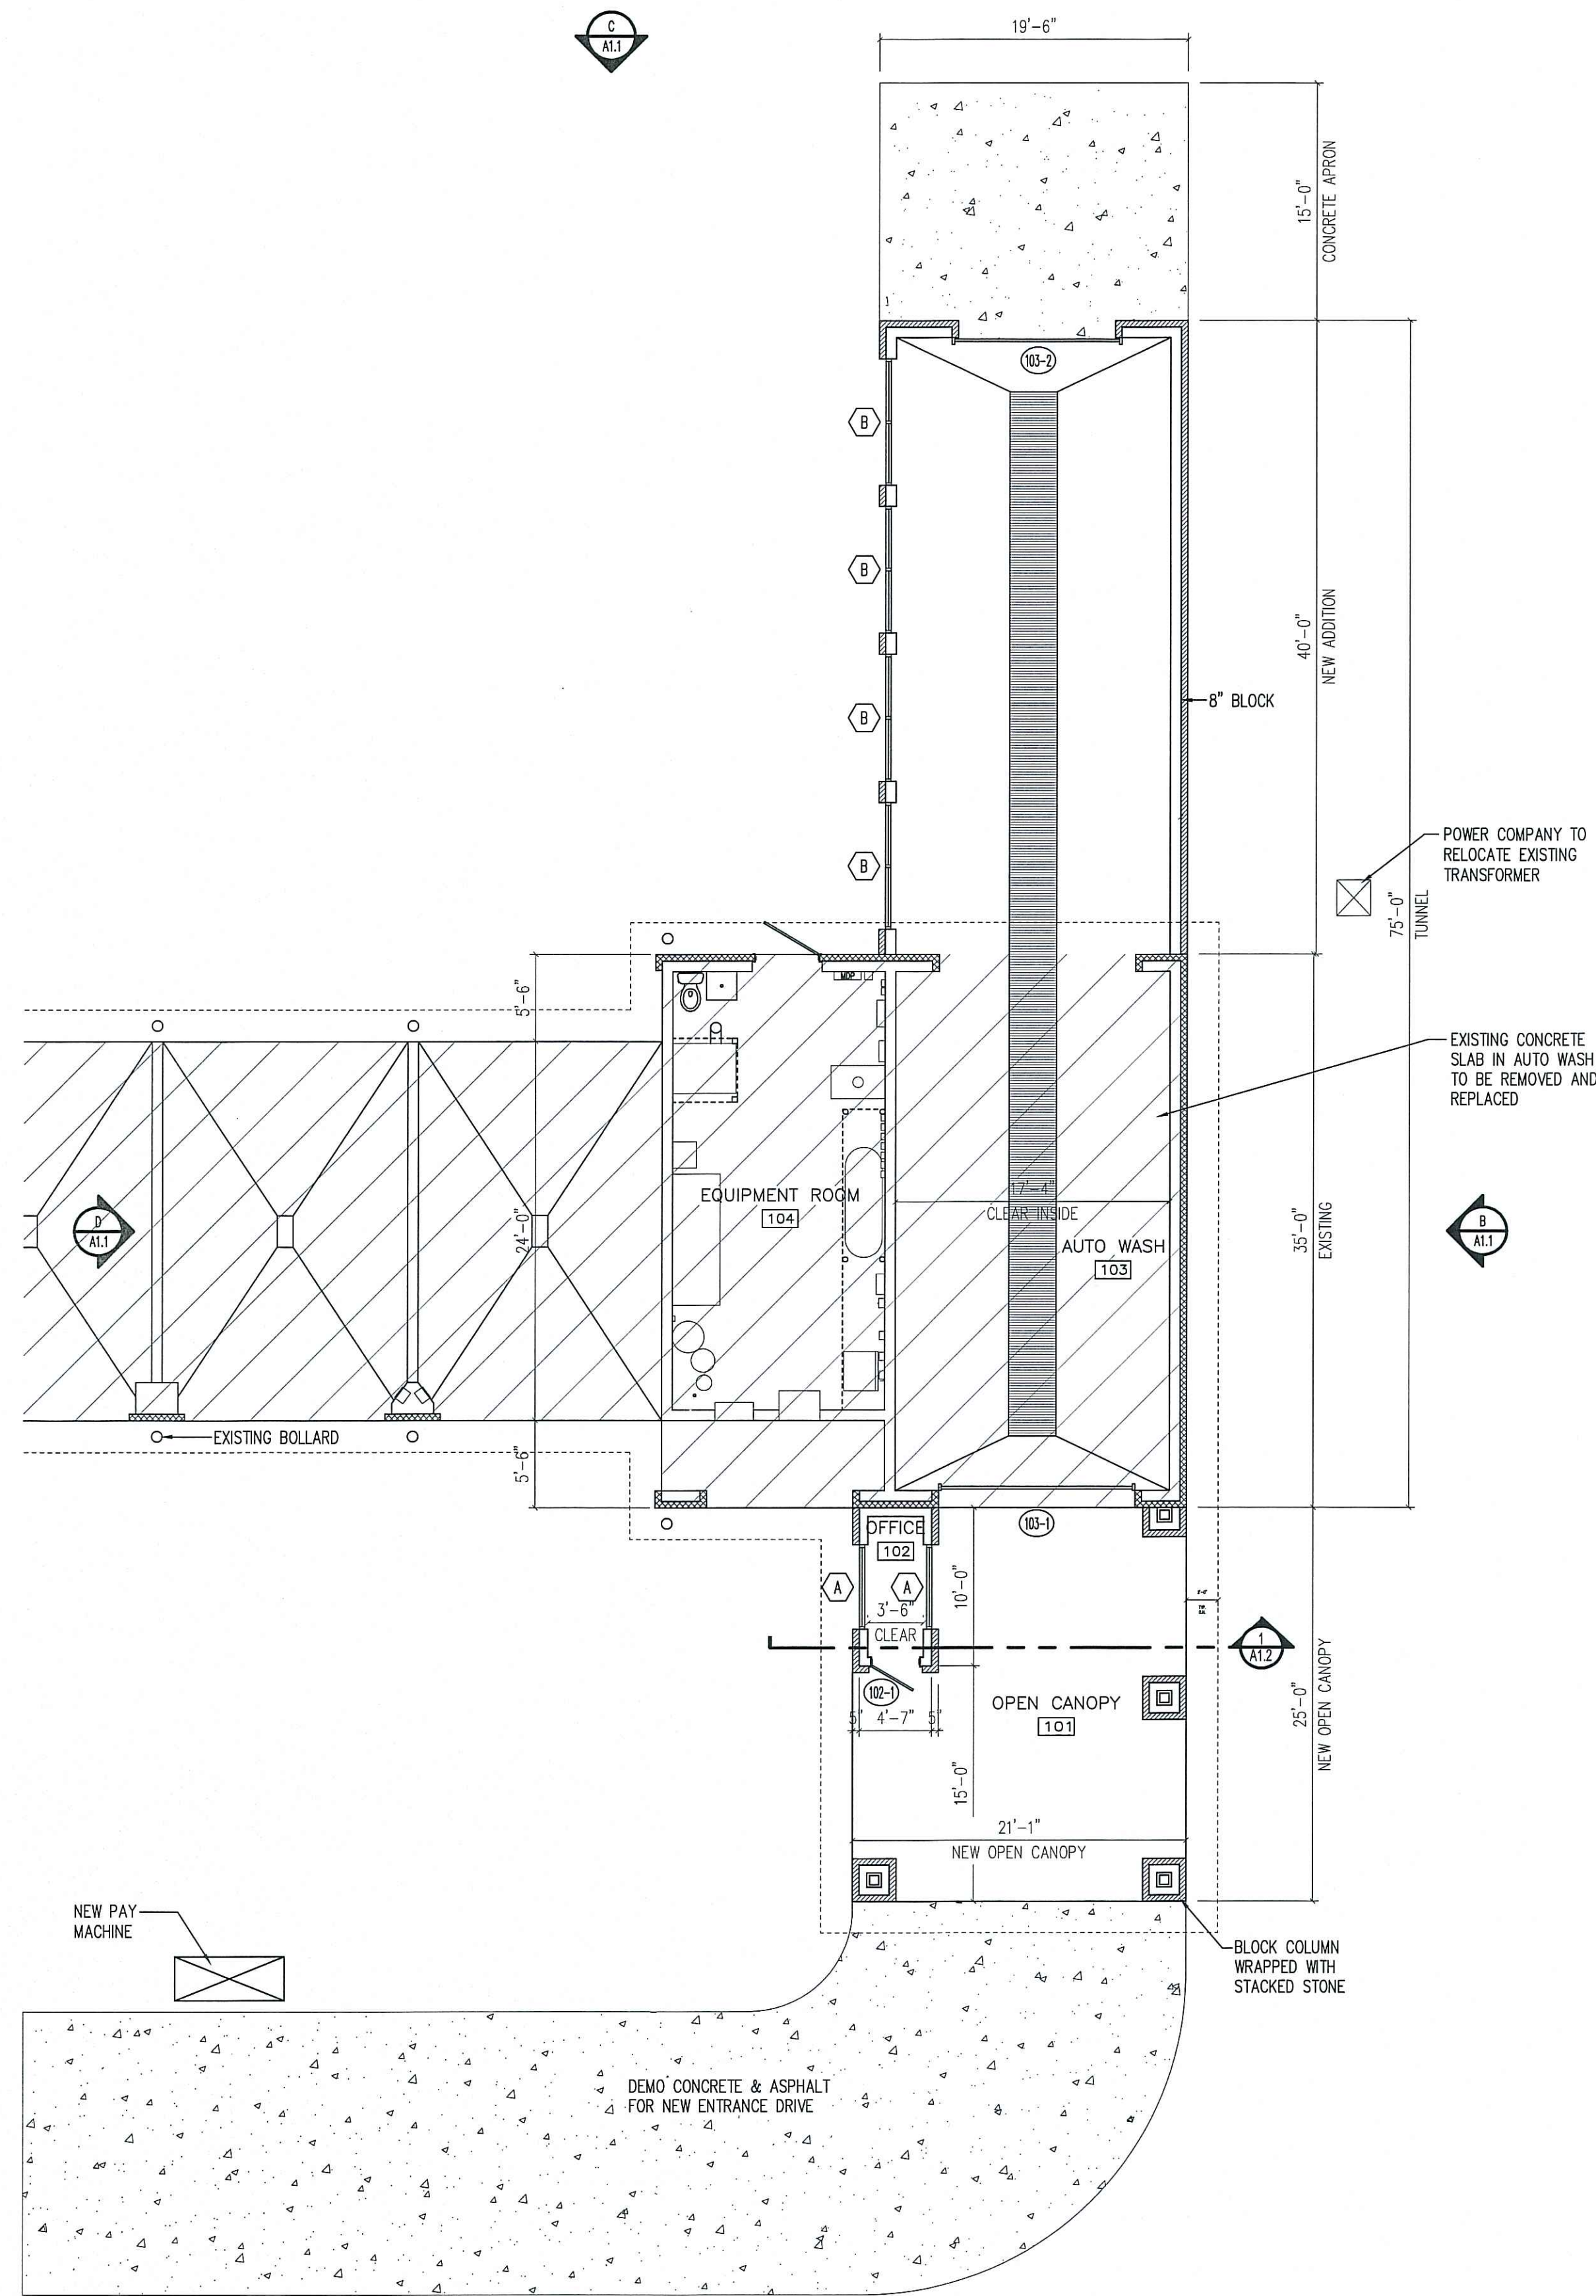 C
A1.1
19'-6"
15'-0"
CONCRETE APRON
103-2
B
B
B
B
40'-0"
NEW ADDITION
8" BLOCK
POWER COMPANY TO
RELOCATE EXISTING
TRANSFORMER
75'-0"
TUNNEL
MDP
5'-6"
EXISTING CONCRETE
SLAB IN AUTO WASH
TO BE REMOVED AND
REPLACED
EQUIPMENT ROOM
104
17'-4"
CLEAR INSIDE
AUTO WASH
103
24'-0"
D
A1.1
35'-0"
EXISTING
B
A1.1
EXISTING BOLLARD
5'-6"
OFFICE
102
103-1
A
A
3'-6"
CLEAR
10'-0"
1
A1.2
102-1
5" 4'-7" 5"
OPEN CANOPY
101
25'-0"
NEW OPEN CANOPY
15'-0"
21'-1"
NEW OPEN CANOPY
NEW PAY
MACHINE
BLOCK COLUMN
WRAPPED WITH
STACKED STONE
DEMO CONCRETE & ASPHALT
FOR NEW ENTRANCE DRIVE